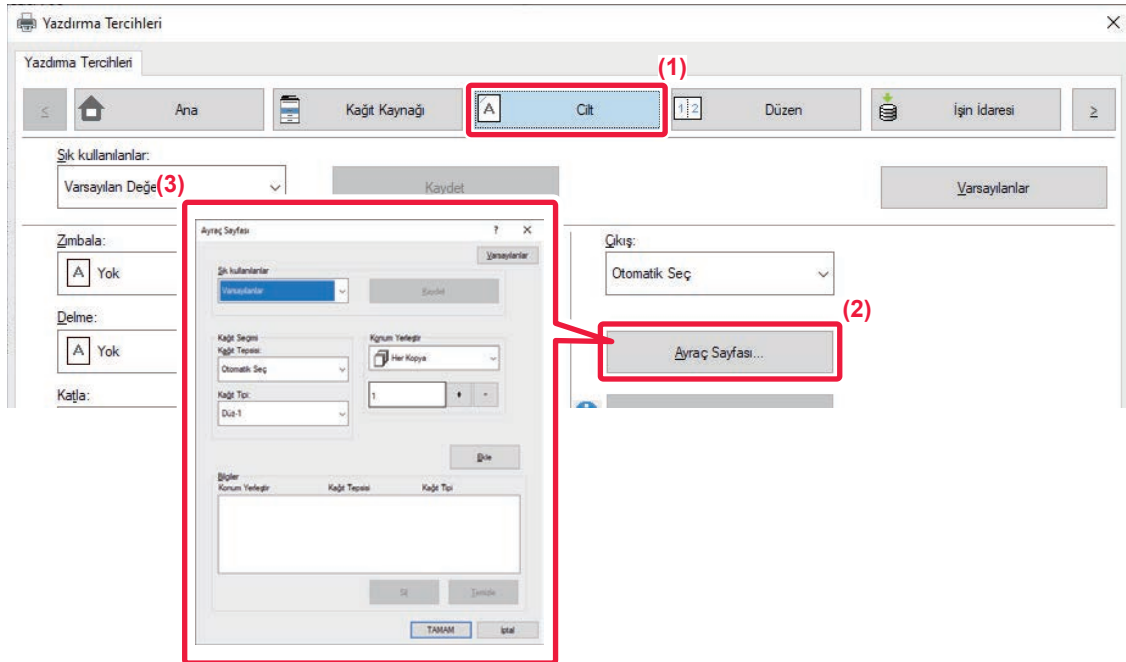 Yazdırma Tercihleri
Yazdırma Tercihleri
(1)
≤ Ana Kağıt Kaynağı A Cilt 1 2 Düzen İşin İdaresi ≥
Sık kullanılanlar:
Varsayılan Değe Kaydet Varsayılanlar
(3)
Zımbala:
A Yok
Delme:
A Yok
Katla:
Çıkış:
Otomatik Seç
(2)
Ayraç Sayfası...
Ayraç Sayfası ?
Varsayılanlar
Sık kullanılanlar
Varsayılanlar Kaydet
Kağıt Seçimi
Kağıt Tepsisi:
Otomatik Seç
Kağıt Tipi:
Düz-1
Konum Yerleştir
Her Kopya
1 + -
Ekle
Bilgiler
Konum Yerleştir Kağıt Tepsisi Kağıt Tipi
Sil Temizle
TAMAM İptal